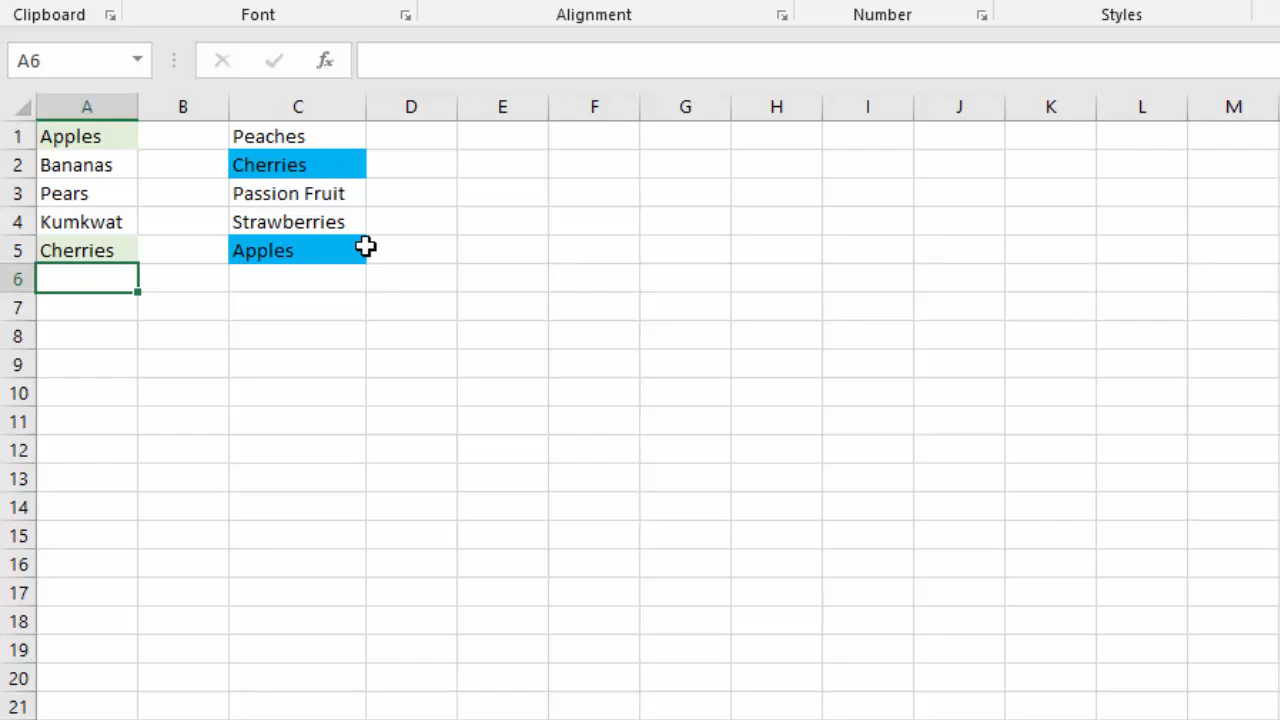 Clipboard Font Alignment Number Styles
A6 fx
A B C D E F G H I J K L M
1 Apples Peaches
2 Bananas Cherries
3 Pears Passion Fruit
4 Kumkwat Strawberries
5 Cherries Apples
6
7
8
9
10
11
12
13
14
15
16
17
18
19
20
21